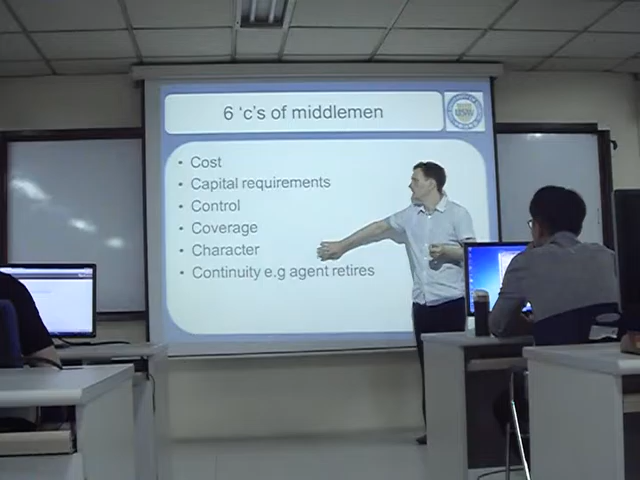 6 'c's of middlemen
• Cost
• Capital requirements
• Control
• Coverage
• Character
• Continuity e.g agent retires